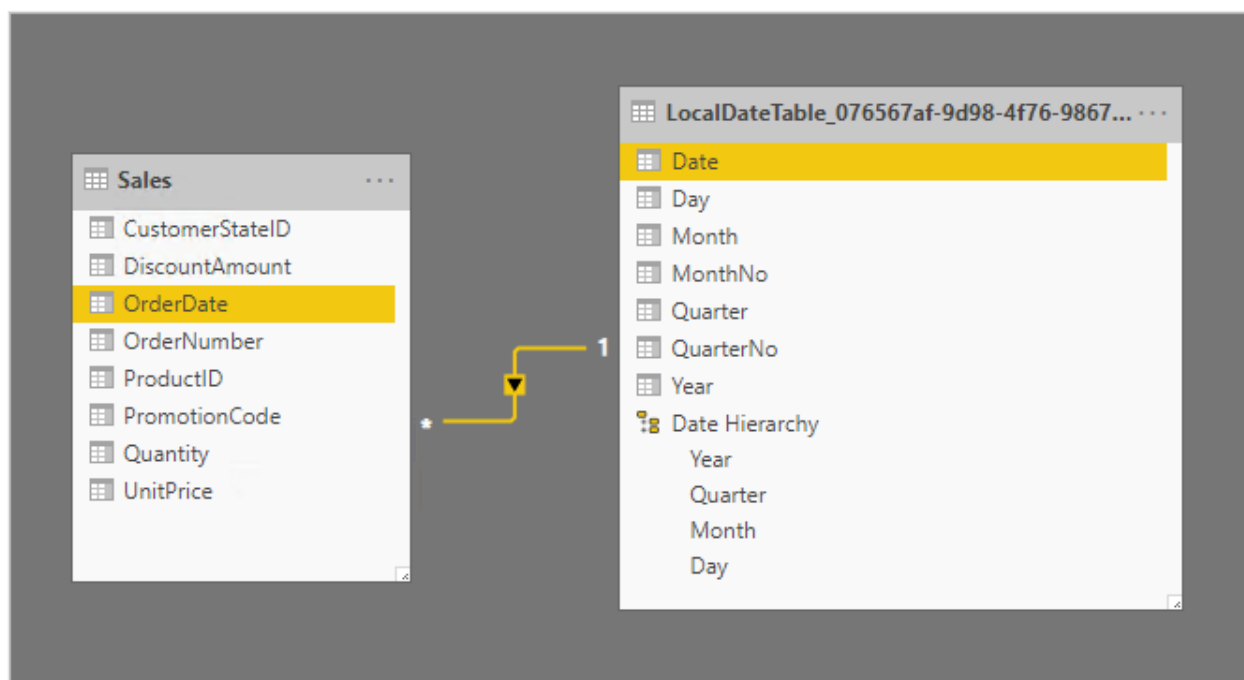 Sales
CustomerStateID
DiscountAmount
OrderDate
OrderNumber
ProductID
PromotionCode
Quantity
UnitPrice
*
1
LocalDateTable_076567af-9d98-4f76-9867...
Date
Day
Month
MonthNo
Quarter
QuarterNo
Year
Date Hierarchy
Year
Quarter
Month
Day